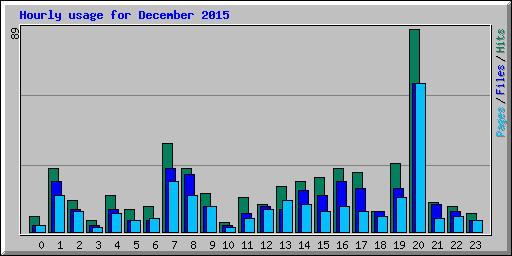 Hourly usage for December 2015
89
Pages/Files/Hits
0 1 2 3 4 5 6 7 8 9 10 11 12 13 14 15 16 17 18 19 20 21 22 23